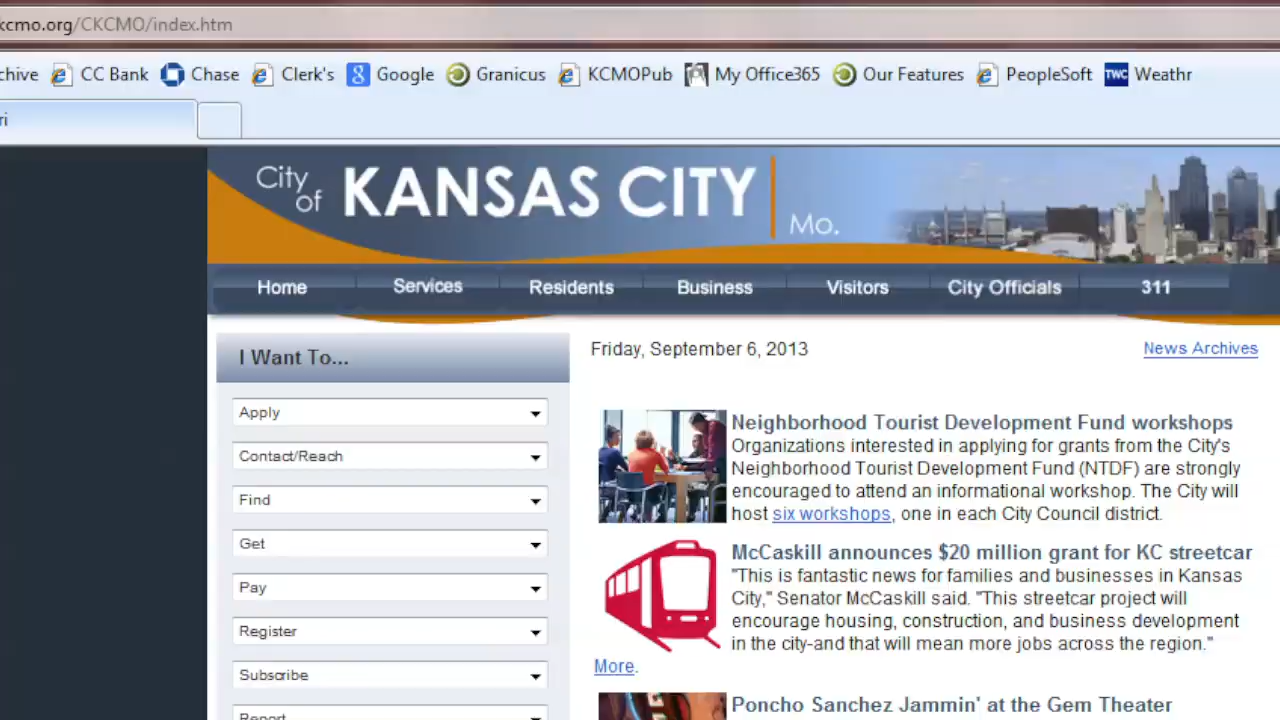 kcmo.org/CKCMO/index.htm
chive CC Bank Chase Clerk's Google Granicus KCMOPub My Office365 Our Features PeopleSoft TWC Weathr
ri
City of KANSAS CITY Mo.
Home Services Residents Business Visitors City Officials 311
I Want To...
Apply
Contact/Reach
Find
Get
Pay
Register
Subscribe
Report
Friday, September 6, 2013 News Archives
Neighborhood Tourist Development Fund workshops
Organizations interested in applying for grants from the City's
Neighborhood Tourist Development Fund (NTDF) are strongly
encouraged to attend an informational workshop. The City will
host six workshops, one in each City Council district.
McCaskill announces $20 million grant for KC streetcar
"This is fantastic news for families and businesses in Kansas
City," Senator McCaskill said. "This streetcar project will
encourage housing, construction, and business development
in the city-and that will mean more jobs across the region."
More.
Poncho Sanchez Jammin' at the Gem Theater